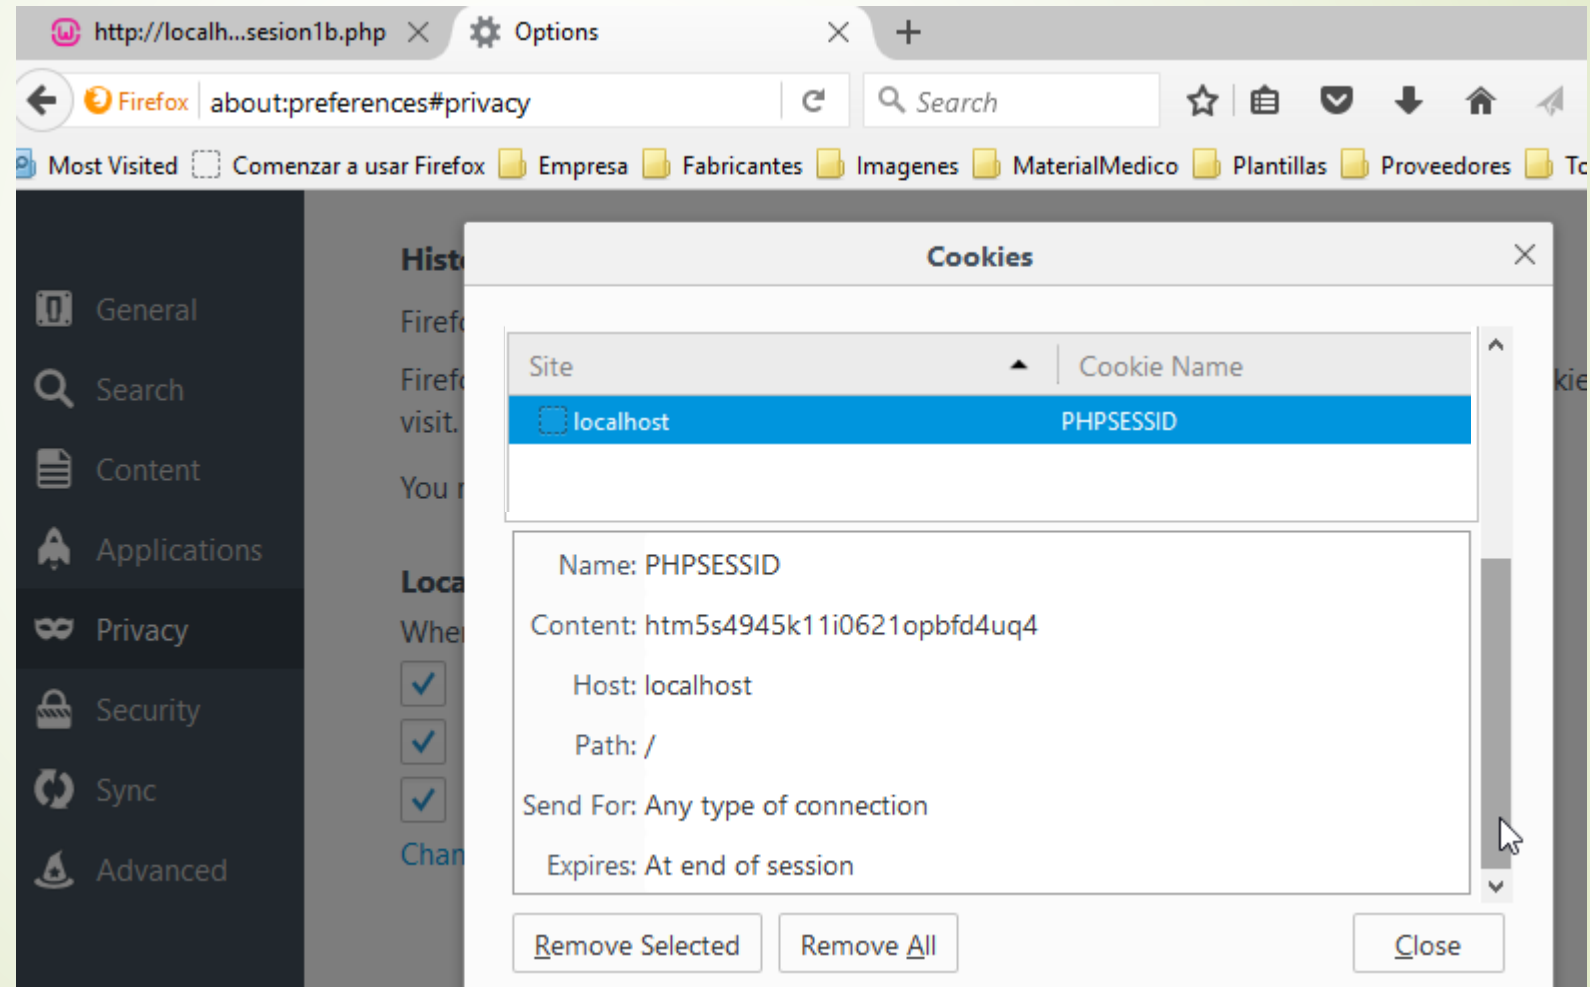 http://localh...sesion1b.php Options
Firefox about:preferences#privacy Search
Most Visited Comenzar a usar Firefox Empresa Fabricantes Imagenes MaterialMedico Plantillas Proveedores
General
Search
Content
Applications
Privacy
Security
Sync
Advanced
You
Chan
visit.
Cookies
Site Cookie Name
localhost PHPSESSID
Name: PHPSESSID
Content: htm5s4945k11i0621opbfd4uq4
Host: localhost
Path: /
Send For: Any type of connection
Expires: At end of session
Remove Selected Remove All Close